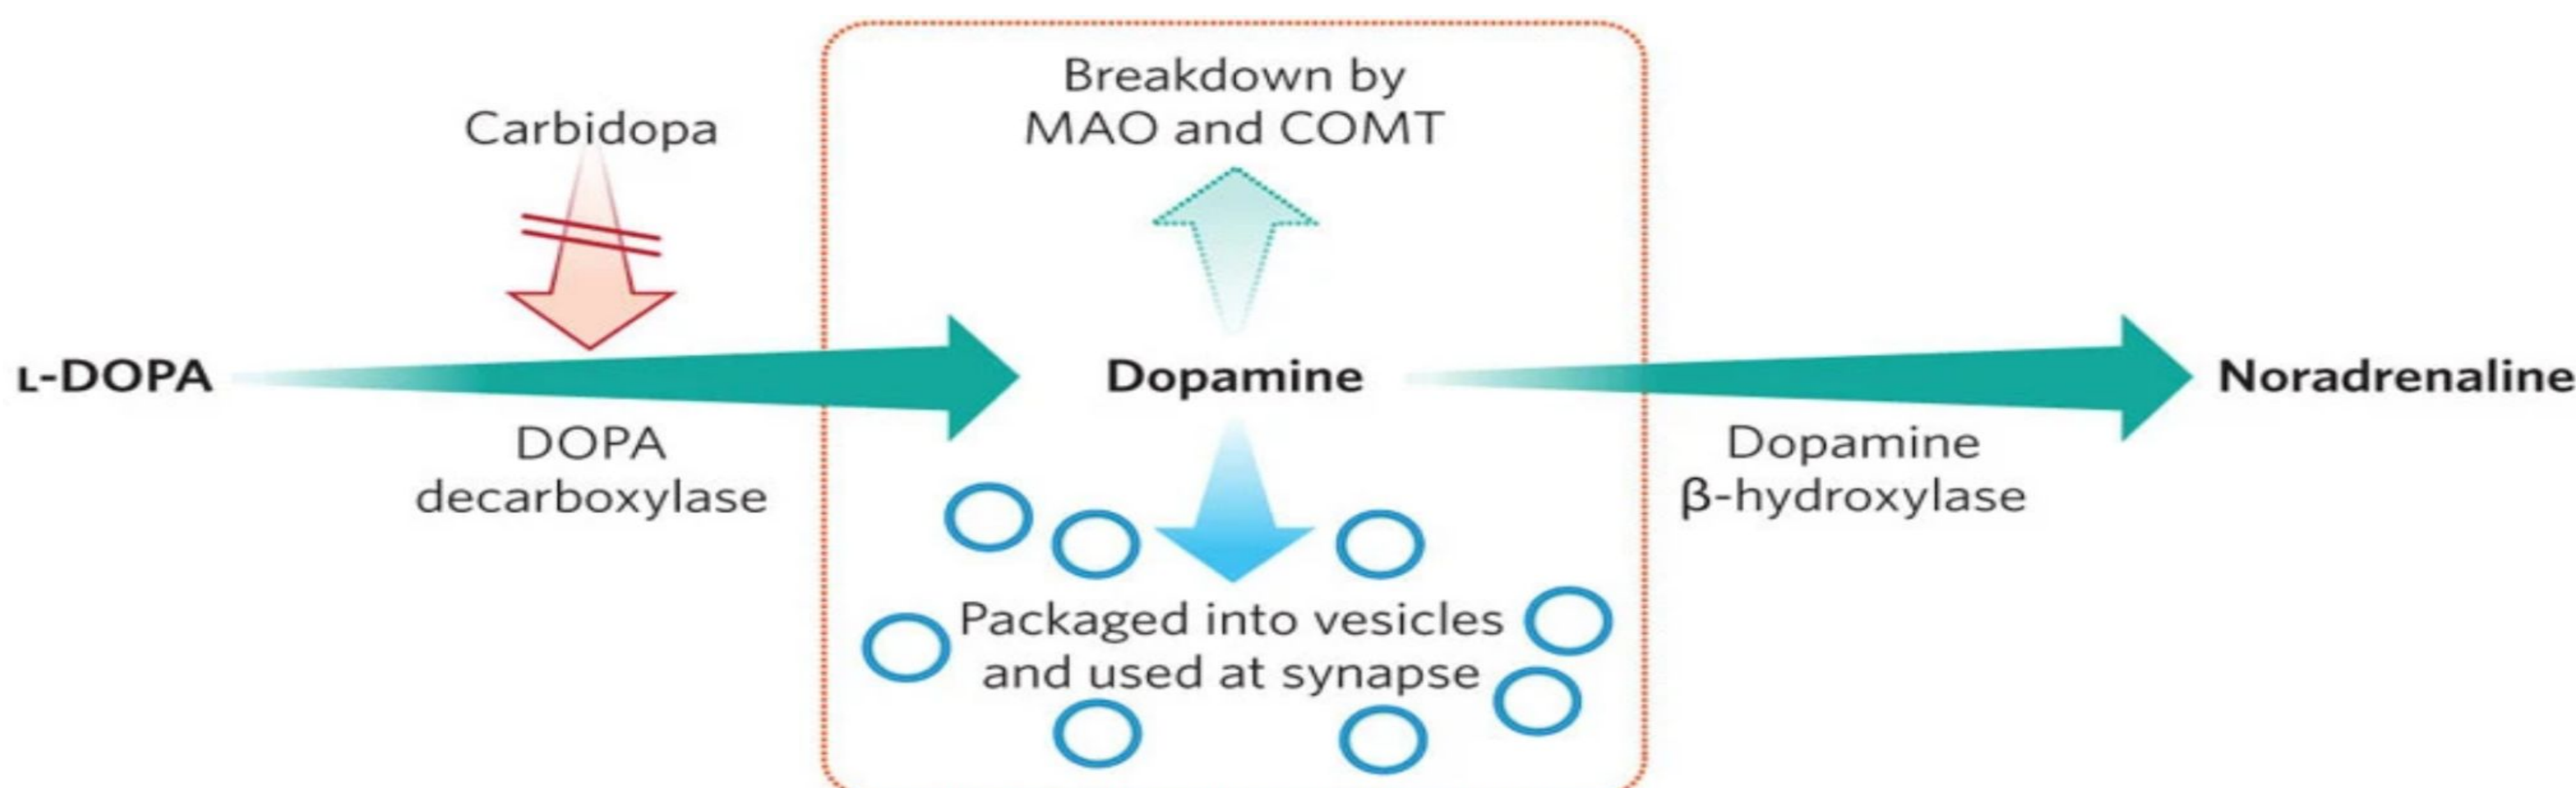 Breakdown by
MAO and COMT
Carbidopa
ʟ-DOPA
Dopamine
Noradrenaline
DOPA
decarboxylase
Dopamine
β-hydroxylase
Packaged into vesicles
and used at synapse